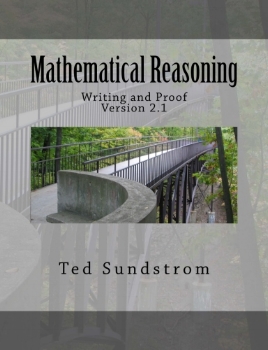 Mathematical Reasoning
Writing and Proof
Version 2.1
Ted Sundstrom